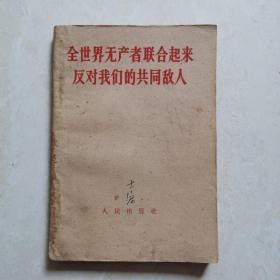 全世界无产者联合起来
反对我们的共同敌人
人民出版社